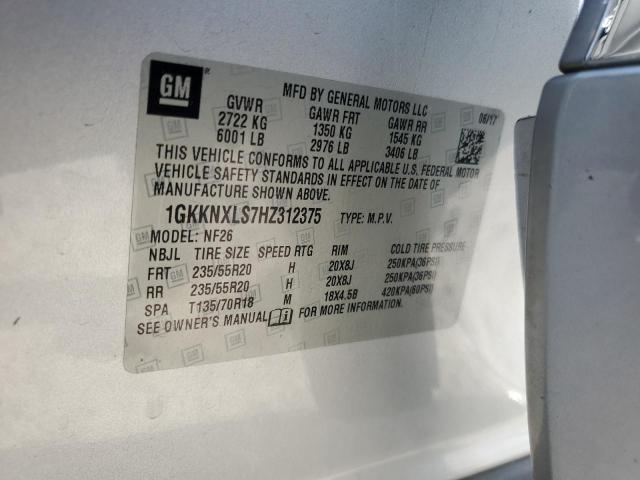 GM
MFD BY GENERAL MOTORS LLC
06/17
GVWR GAWR FRT GAWR RR
2722 KG 1350 KG 1545 KG
6001 LB 2976 LB 3406 LB
THIS VEHICLE CONFORMS TO ALL APPLICABLE U.S. FEDERAL MOTOR
VEHICLE SAFETY STANDARDS IN EFFECT ON THE DATE OF
MANUFACTURE SHOWN ABOVE.
1GKKNXLS7HZ312375 TYPE: M.P.V.
MODEL: NF26
NBJL TIRE SIZE SPEED RTG RIM COLD TIRE PRESSURE
FRT 235/55R20 H 20X8J 250KPA(36PSI)
RR 235/55R20 H 20X8J 250KPA(36PSI)
SPA T135/70R18 M 18X4.5B 420KPA(60PSI)
SEE OWNER'S MANUAL FOR MORE INFORMATION.